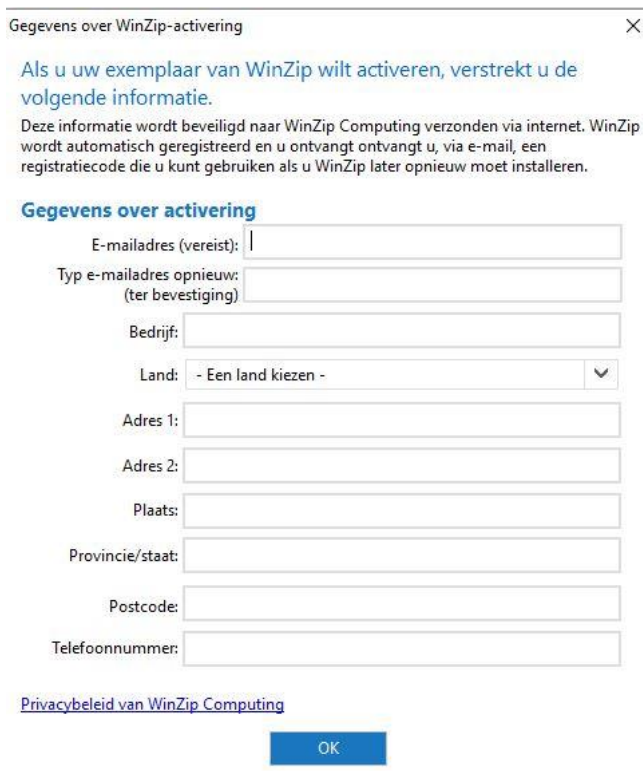 Gegevens over WinZip-activering
Als u uw exemplaar van WinZip wilt activeren, verstrekt u de
volgende informatie.
Deze informatie wordt beveiligd naar WinZip Computing verzonden via internet. WinZip
wordt automatisch geregistreerd en u ontvangt ontvangt u, via e-mail, een
registratiecode die u kunt gebruiken als u WinZip later opnieuw moet installeren.
Gegevens over activering
E-mailadres (vereist):
Typ e-mailadres opnieuw:
(ter bevestiging)
Bedrijf:
Land: - Een land kiezen -
Adres 1:
Adres 2:
Plaats:
Provincie/staat:
Postcode:
Telefoonnummer:
Privacybeleid van WinZip Computing
OK